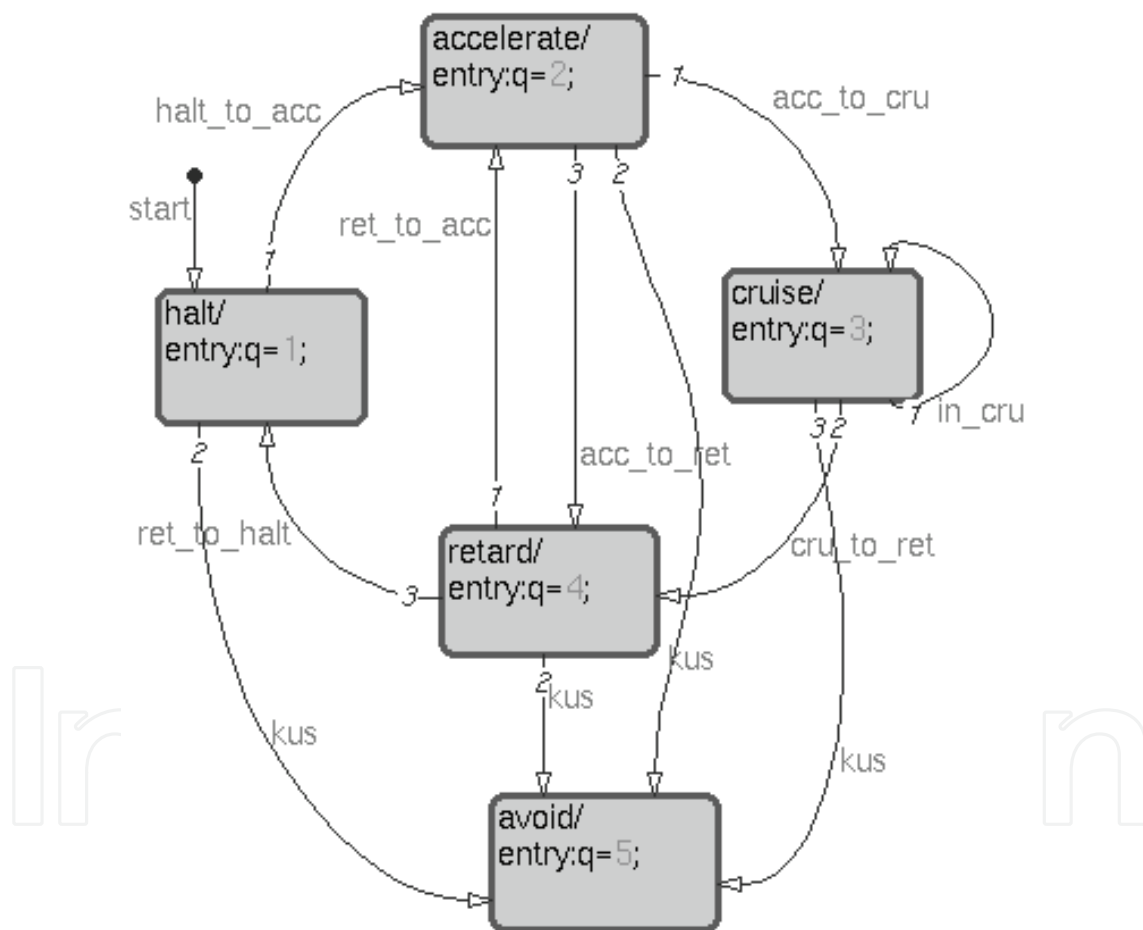 accelerate/
entry:q=2;
1
acc_to_cru
halt_to_acc
3
2
start
ret_to_acc
1
halt/
entry:q=1;
cruise/
entry:q=3;
2
acc_to_ret
3
2
1
in_cru
1
ret_to_halt
retard/
entry:q=4;
cru_to_ret
3
2
kus
kus
kus
kus
avoid/
entry:q=5;